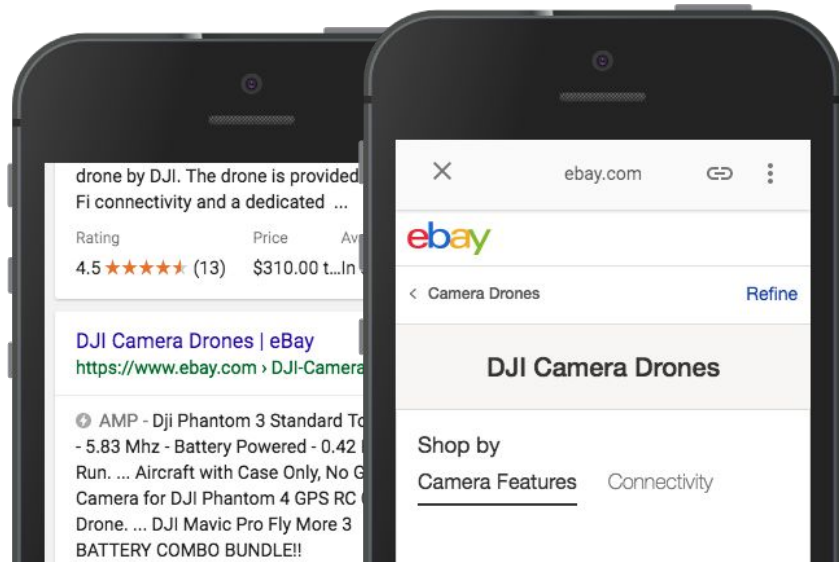 drone by DJI. The drone is provided
Fi connectivity and a dedicated ...
Rating Price
4.5 (13) $310.00 t...In
DJI Camera Drones | eBay
https://www.ebay.com › DJI-Camera
AMP - Dji Phantom 3 Standard
- 5.83 Mhz - Battery Powered - 0.42
Run. ... Aircraft with Case Only, No
Camera for DJI Phantom 4 GPS RC
Drone. ... DJI Mavic Pro Fly More 3
BATTERY COMBO BUNDLE!!
ebay.com
ebay
< Camera Drones Refine
DJI Camera Drones
Shop by
Camera Features Connectivity